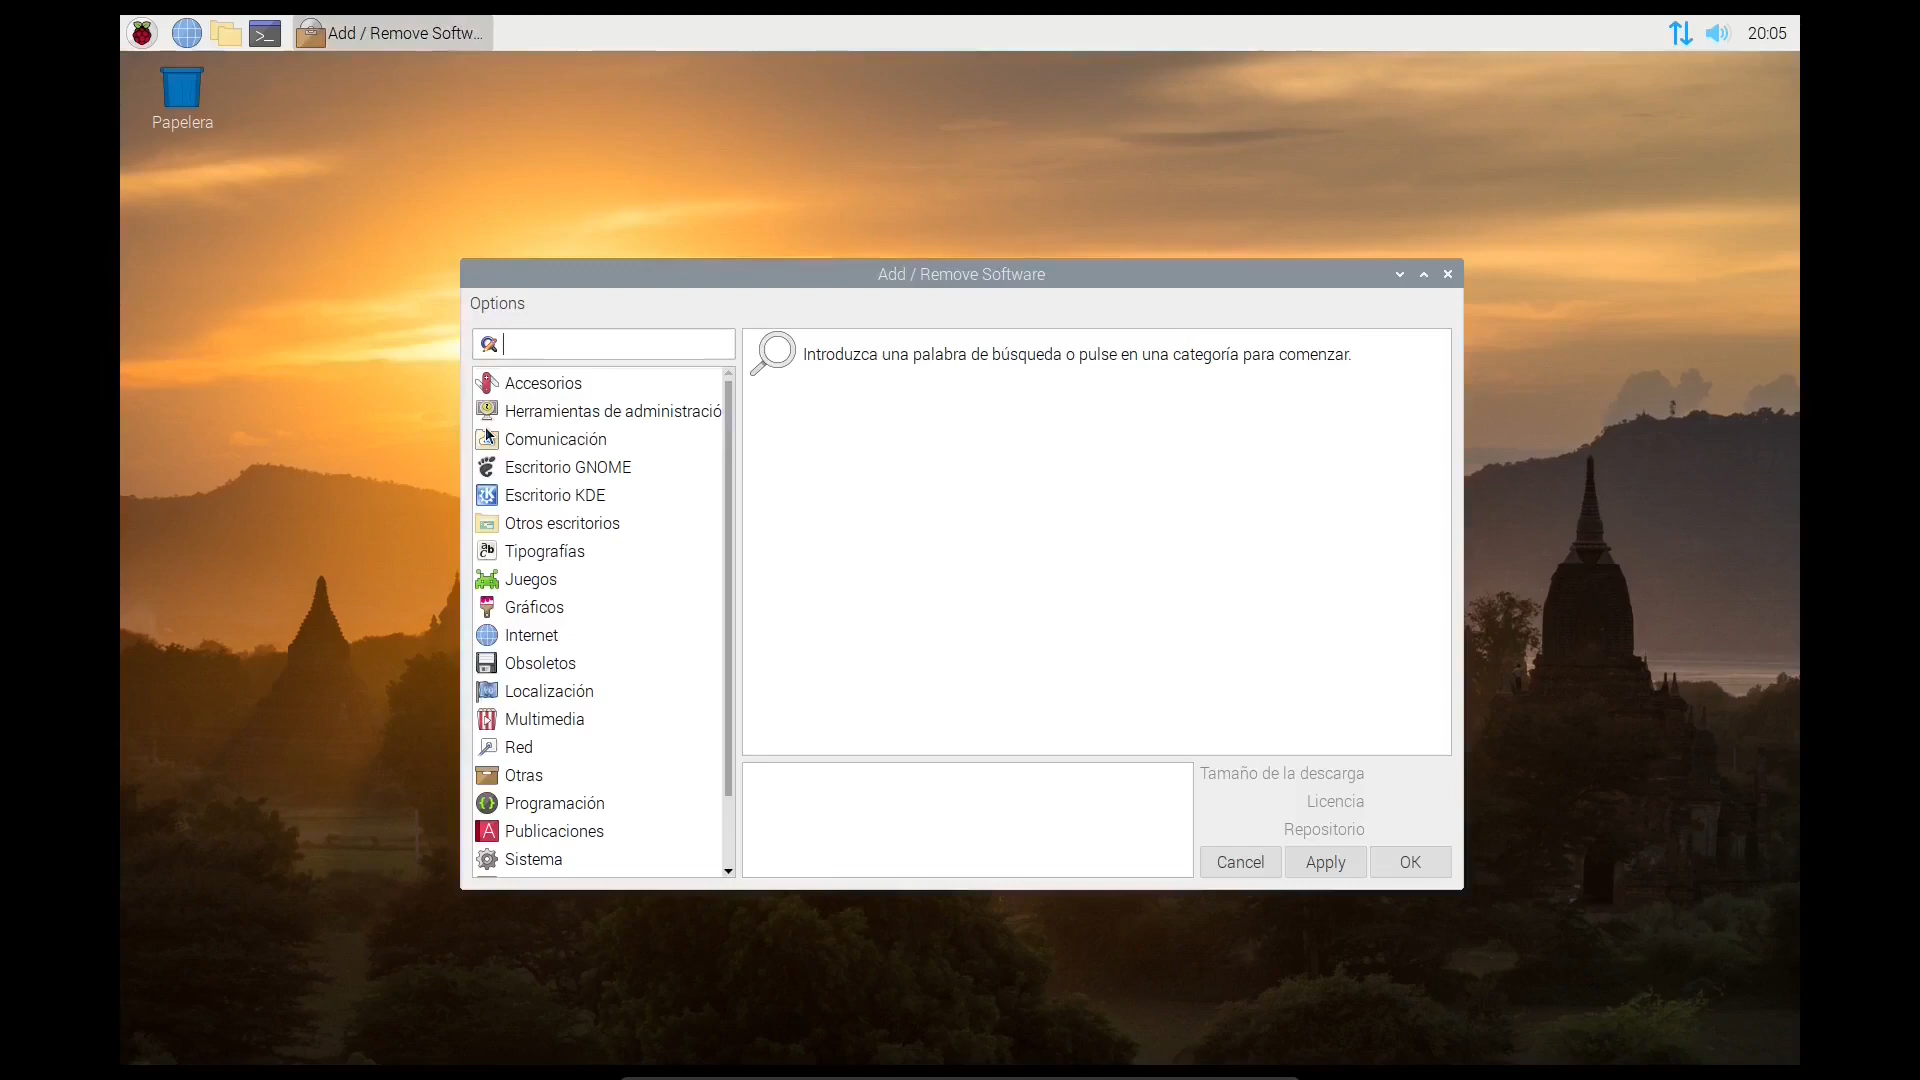 Add / Remove Softw...
20:05
Papelera
Add / Remove Software
Options
Introduzca una palabra de búsqueda o pulse en una categoría para comenzar.
Accesorios
Herramientas de administració
Comunicación
Escritorio GNOME
Escritorio KDE
Otros escritorios
Tipografías
Juegos
Gráficos
Internet
Obsoletos
Localización
Multimedia
Red
Otras
Programación
Publicaciones
Sistema
Tamaño de la descarga
Licencia
Repositorio
Cancel
Apply
OK